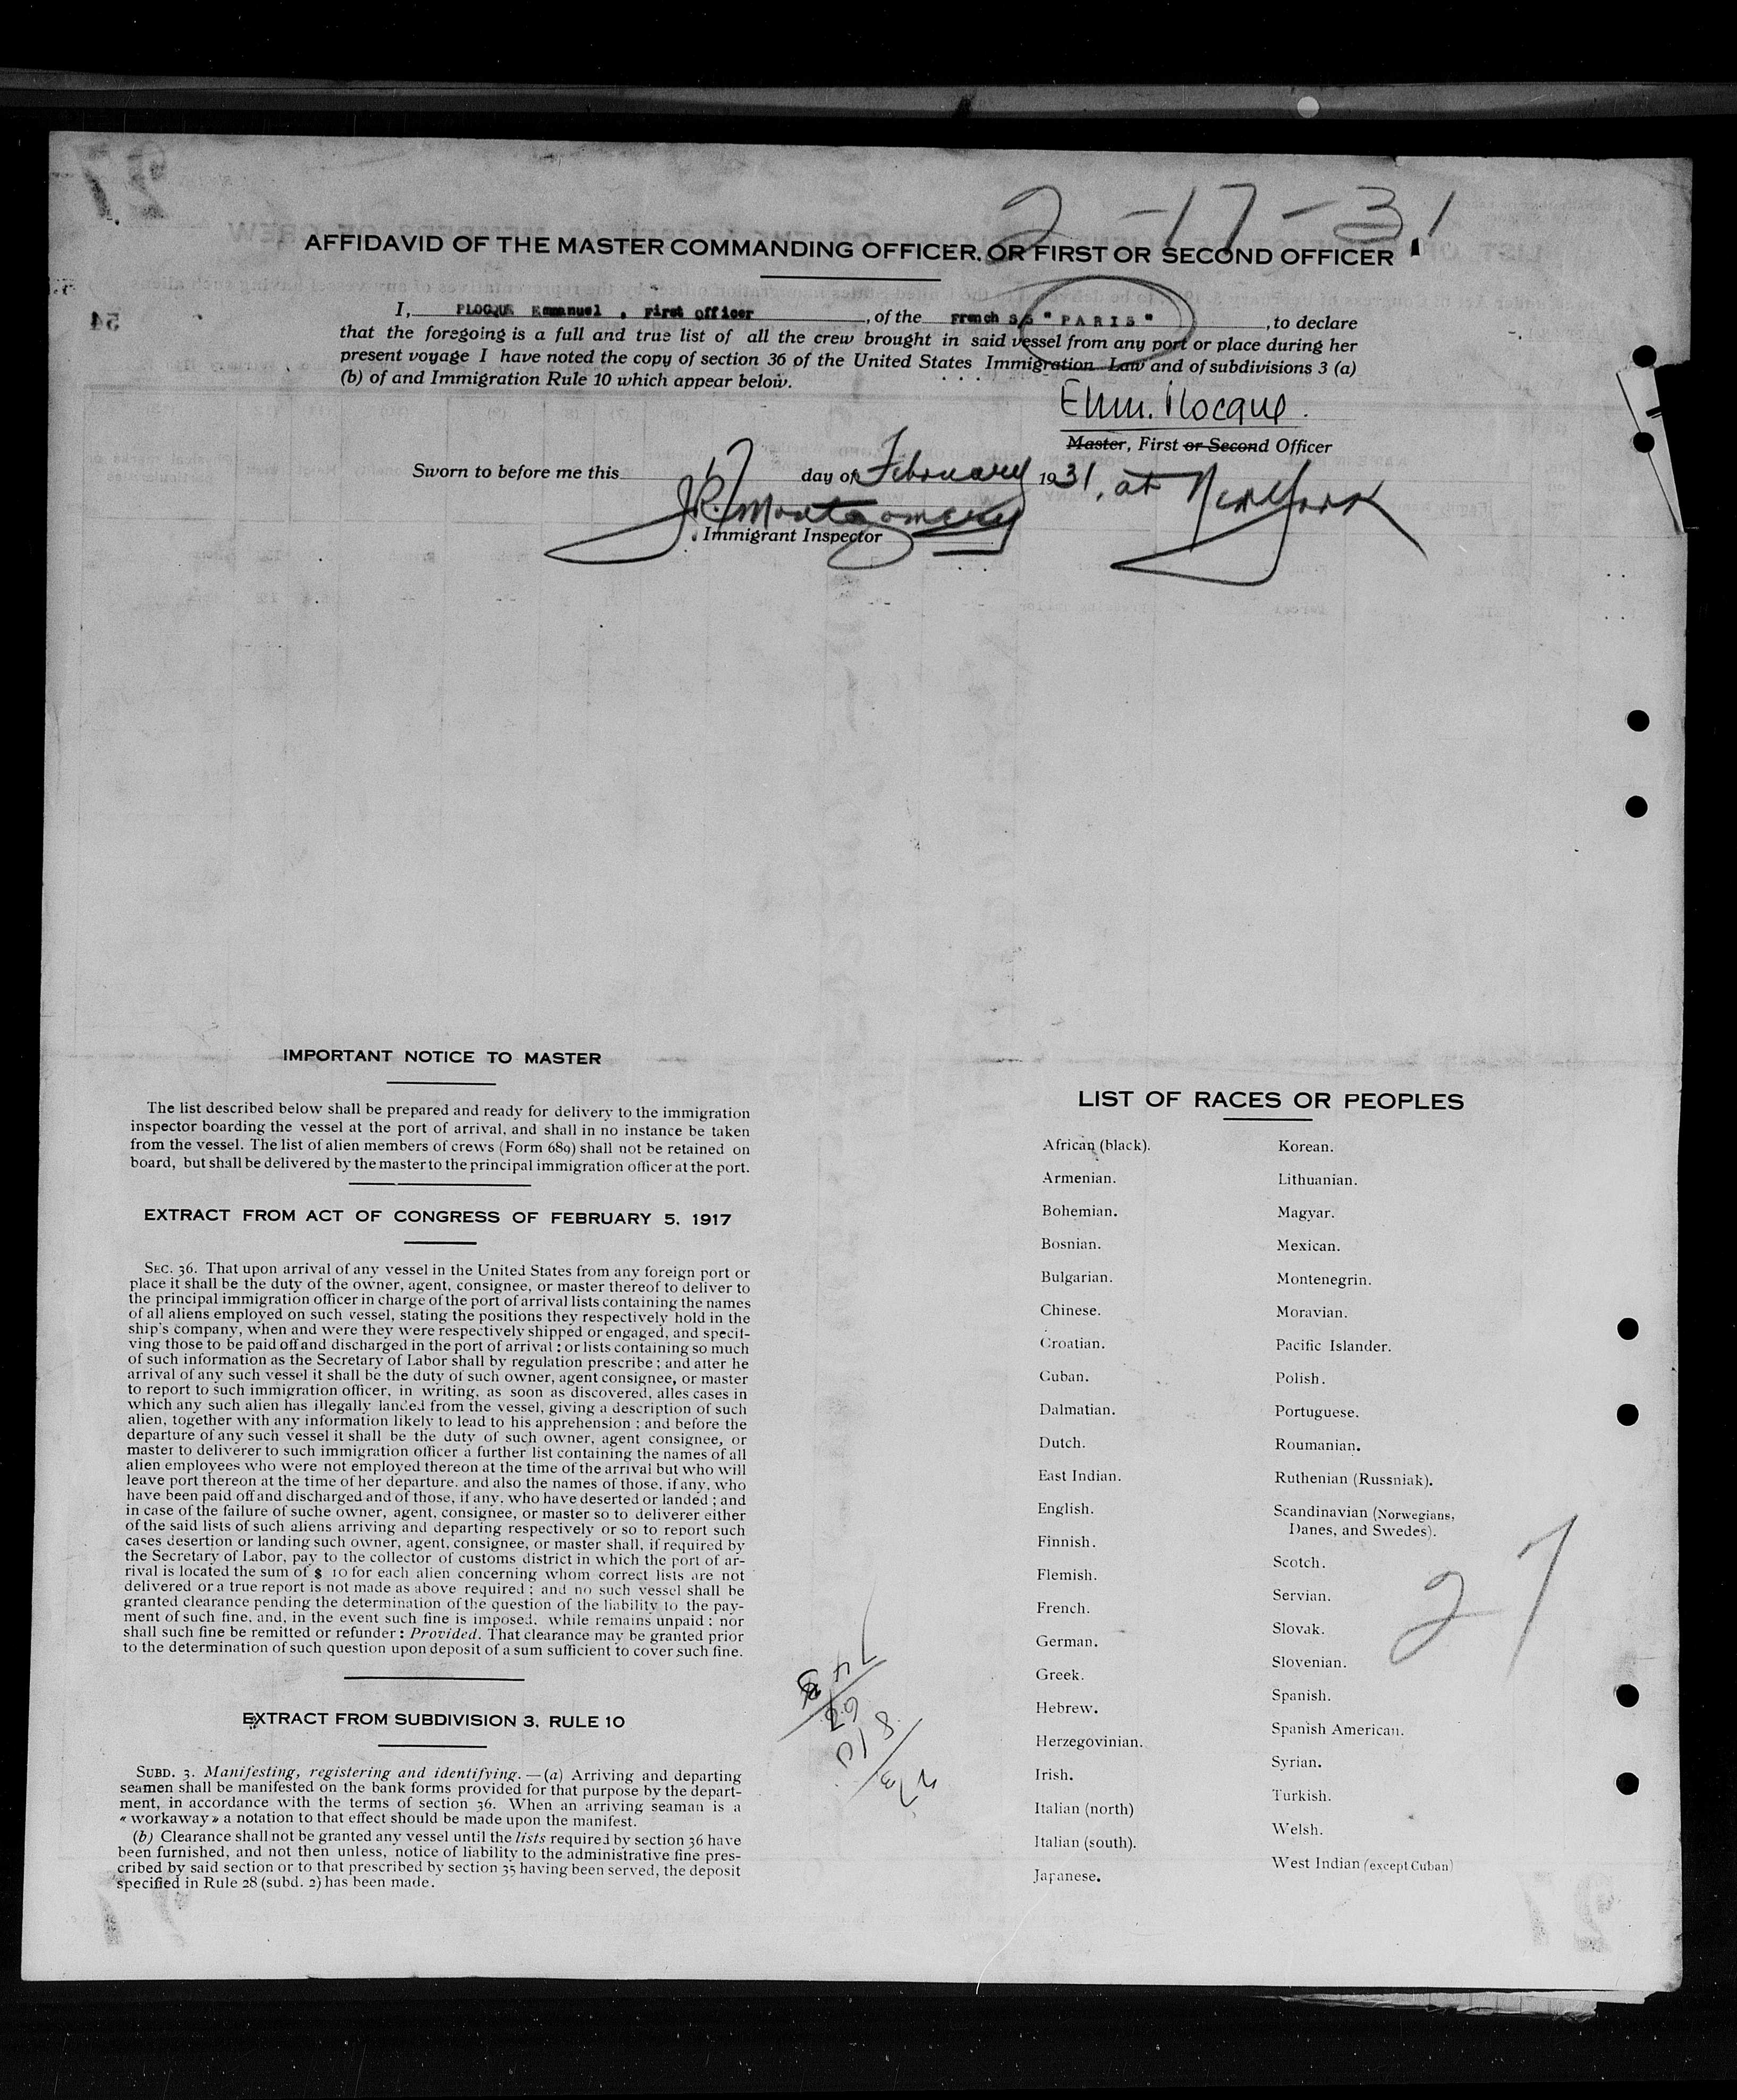 2-17-31
AFFIDAVID OF THE MASTER COMMANDING OFFICER, OR FIRST OR SECOND OFFICER
I, PLOCQUE Emmanuel , First Officer , of the French S/S " PARIS " , to declare
that the foregoing is a full and true list of all the crew brought in said vessel from any port or place during her
present voyage I have noted the copy of section 36 of the United States Immigration Law and of subdivisions 3 (a)
(b) of and Immigration Rule 10 which appear below.
Emm. Plocque.
Master, First or Second Officer
Sworn to before me this 17 day of February 1931, at New York
J.R. Montgomery
Immigrant Inspector
IMPORTANT NOTICE TO MASTER
The list described below shall be prepared and ready for delivery to the immigration
inspector boarding the vessel at the port of arrival, and shall in no instance be taken
from the vessel. The list of alien members of crews (Form 689) shall not be retained on
board, but shall be delivered by the master to the principal immigration officer at the port.
EXTRACT FROM ACT OF CONGRESS OF FEBRUARY 5, 1917
SEC. 36. That upon arrival of any vessel in the United States from any foreign port or
place it shall be the duty of the owner, agent, consignee, or master thereof to deliver to
the principal immigration officer in charge of the port of arrival lists containing the names
of all aliens employed on such vessel, stating the positions they respectively hold in the
ship's company, when and were they were respectively shipped or engaged, and specif-
ving those to be paid off and discharged in the port of arrival : or lists containing so much
of such information as the Secretary of Labor shall by regulation prescribe ; and atter he
arrival of any such vessel it shall be the duty of such owner, agent consignee, or master
to report to such immigration officer, in writing, as soon as discovered, alles cases in
which any such alien has illegally landed from the vessel, giving a description of such
alien, together with any information likely to lead to his apprehension ; and before the
departure of any such vessel it shall be the duty of such owner, agent consignee, or
master to deliverer to such immigration officer a further list containing the names of all
alien employees who were not employed thereon at the time of the arrival but who will
leave port thereon at the time of her departure. and also the names of those, if any, who
have been paid off and discharged and of those, if any, who have deserted or landed ; and
in case of the failure of suche owner, agent, consignee, or master so to deliverer either
of the said lists of such aliens arriving and departing respectively or so to report such
cases desertion or landing such owner, agent, consignee, or master shall, if required by
the Secretary of Labor, pay to the collector of customs district in which the port of ar-
rival is located the sum of $ 10 for each alien concerning whom correct lists are not
delivered or a true report is not made as above required ; and no such vessel shall be
granted clearance pending the determination of the question of the liability to the pay-
ment of such fine, and, in the event such fine is imposed, while remains unpaid ; nor
shall such fine be remitted or refunder : Provided. That clearance may be granted prior
to the determination of such question upon deposit of a sum sufficient to cover such fine.
EXTRACT FROM SUBDIVISION 3, RULE 10
SUBD. 3. Manifesting, registering and identifying. — (a) Arriving and departing
seamen shall be manifested on the bank forms provided for that purpose by the depart-
ment, in accordance with the terms of section 36. When an arriving seaman is a
« workaway » a notation to that effect should be made upon the manifest.
(b) Clearance shall not be granted any vessel until the lists required by section 36 have
been furnished, and not then unless, notice of liability to the administrative fine pres-
cribed by said section or to that prescribed by section 35 having been served, the deposit
specified in Rule 28 (subd. 2) has been made.
LIST OF RACES OR PEOPLES
African (black).
Armenian.
Bohemian.
Bosnian.
Bulgarian.
Chinese.
Croatian.
Cuban.
Dalmatian.
Dutch.
East Indian.
English.
Finnish.
Flemish.
French.
German.
Greek.
Hebrew.
Herzegovinian.
Irish.
Italian (north)
Italian (south).
Japanese.
Korean.
Lithuanian.
Magyar.
Mexican.
Montenegrin.
Moravian.
Pacific Islander.
Polish.
Portuguese.
Roumanian.
Ruthenian (Russniak).
Scandinavian (Norwegians,
Danes, and Swedes).
Scotch.
Servian.
Slovak.
Slovenian.
Spanish.
Spanish American.
Syrian.
Turkish.
Welsh.
West Indian (except Cuban)
27